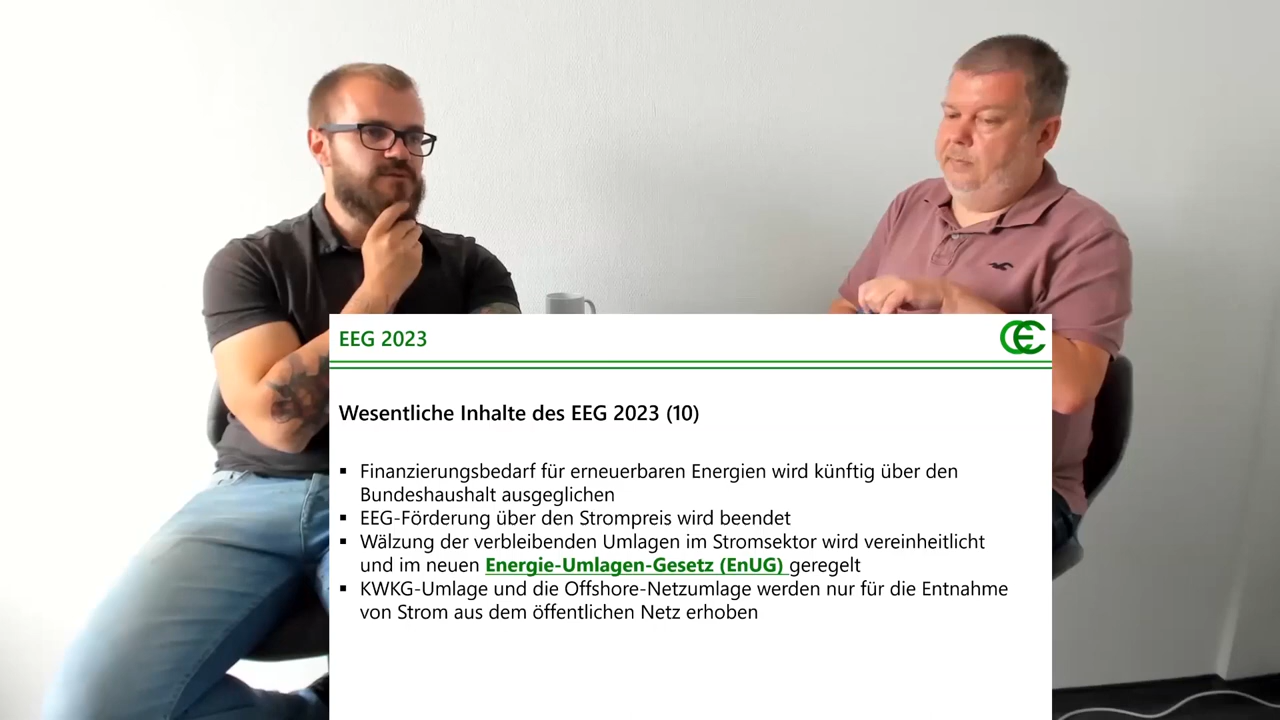 EEG 2023
Wesentliche Inhalte des EEG 2023 (10)
▪ Finanzierungsbedarf für erneuerbaren Energien wird künftig über den
Bundeshaushalt ausgeglichen
▪ EEG-Förderung über den Strompreis wird beendet
▪ Wälzung der verbleibenden Umlagen im Stromsektor wird vereinheitlicht
und im neuen Energie-Umlagen-Gesetz (EnUG) geregelt
▪ KWKG-Umlage und die Offshore-Netzumlage werden nur für die Entnahme
von Strom aus dem öffentlichen Netz erhoben